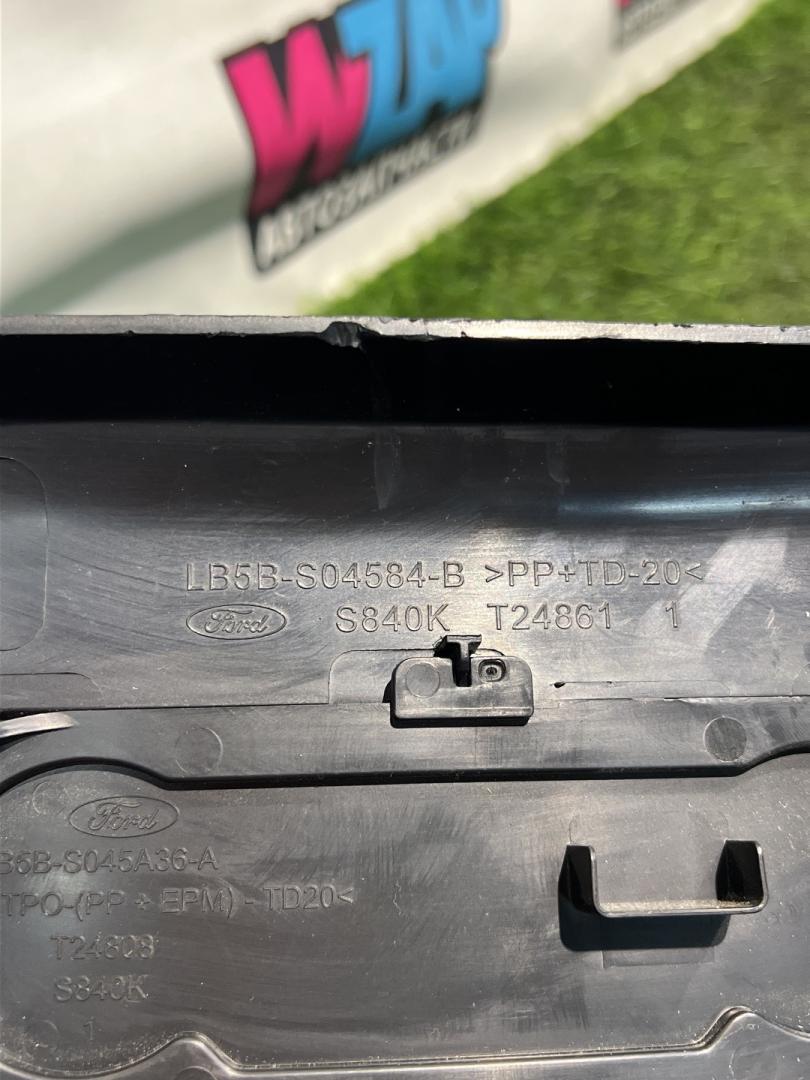 WZAP
АВТОЗАПЧАСТИ
LB5B-S04584-B >PP+TD-20<
Ford S840K T24861 1
Ford
B5B-S045A36-A
TPO-(PP + EPM) - TD20<
T24808
S840K
1